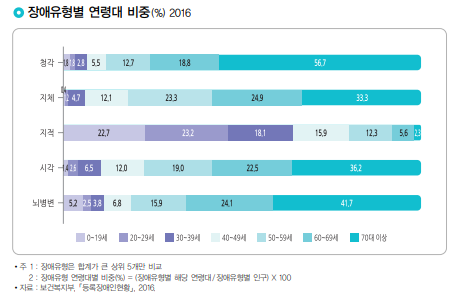 장애유형별 연령대 비중(%) 2016
청각 1.8 2.8 5.5 12.7 18.8 56.7
지체 4.7 12.1 23.3 24.9 33.3
지적 22.7 23.2 18.1 15.9 12.3 5.6 2.2
시각 2.6 6.5 12.0 19.0 22.5 36.2
뇌병변 5.2 2.5 3.8 6.8 15.9 24.1 41.7
0~19세 20~29세 30~39세 40~49세 50~59세 60~69세 70대 이상
• 주 1 : 장애유형은 합계가 큰 상위 5개만 비교
2 : 장애유형 연령대별 비중(%) = (장애유형별 해당 연령대 / 장애유형별 인구) X 100
• 자료 : 보건복지부, 「등록장애인현황」, 2016.